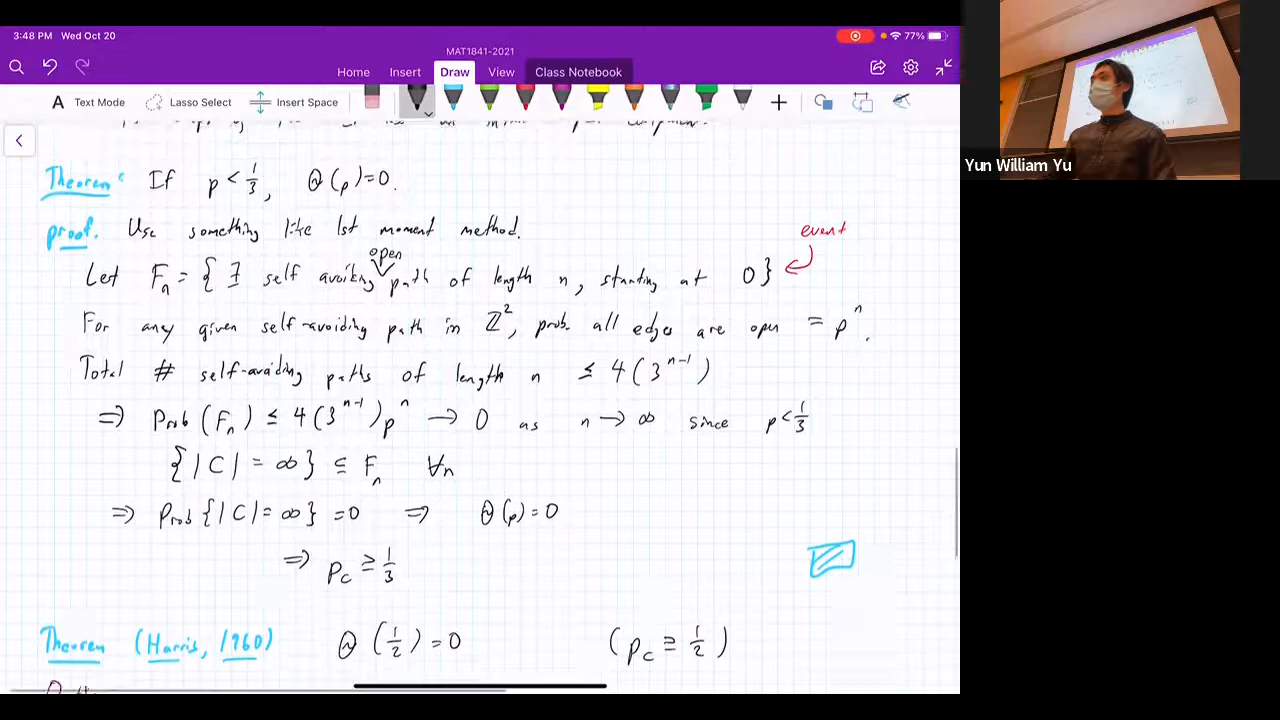 3:48 PM Wed Oct 20
77%
MAT1841-2021
Home Insert Draw View Class Notebook
A Text Mode Lasso Select Insert Space
Theorem: If p < 1/3, Θ(p)=0.
proof. Use something like 1st moment method.
event
open
Let Fₙ = { ∃ self avoiding path of length n, starting at 0}
For any given self-avoiding path in ℤ², prob. all edges are open = pⁿ.
Total # self-avoiding paths of length n ≤ 4(3ⁿ⁻¹)
⇒ Prob(Fₙ) ≤ 4(3ⁿ⁻¹)pⁿ → 0 as n → ∞ since p < 1/3
{|C| = ∞} ⊆ Fₙ ∀n
⇒ Prob{|C| = ∞} = 0 ⇒ Θ(p)=0
⇒ p_c ≥ 1/3
Theorem (Harris, 1960) Θ(1/2)=0 (p_c ≥ 1/2)
Yun William Yu